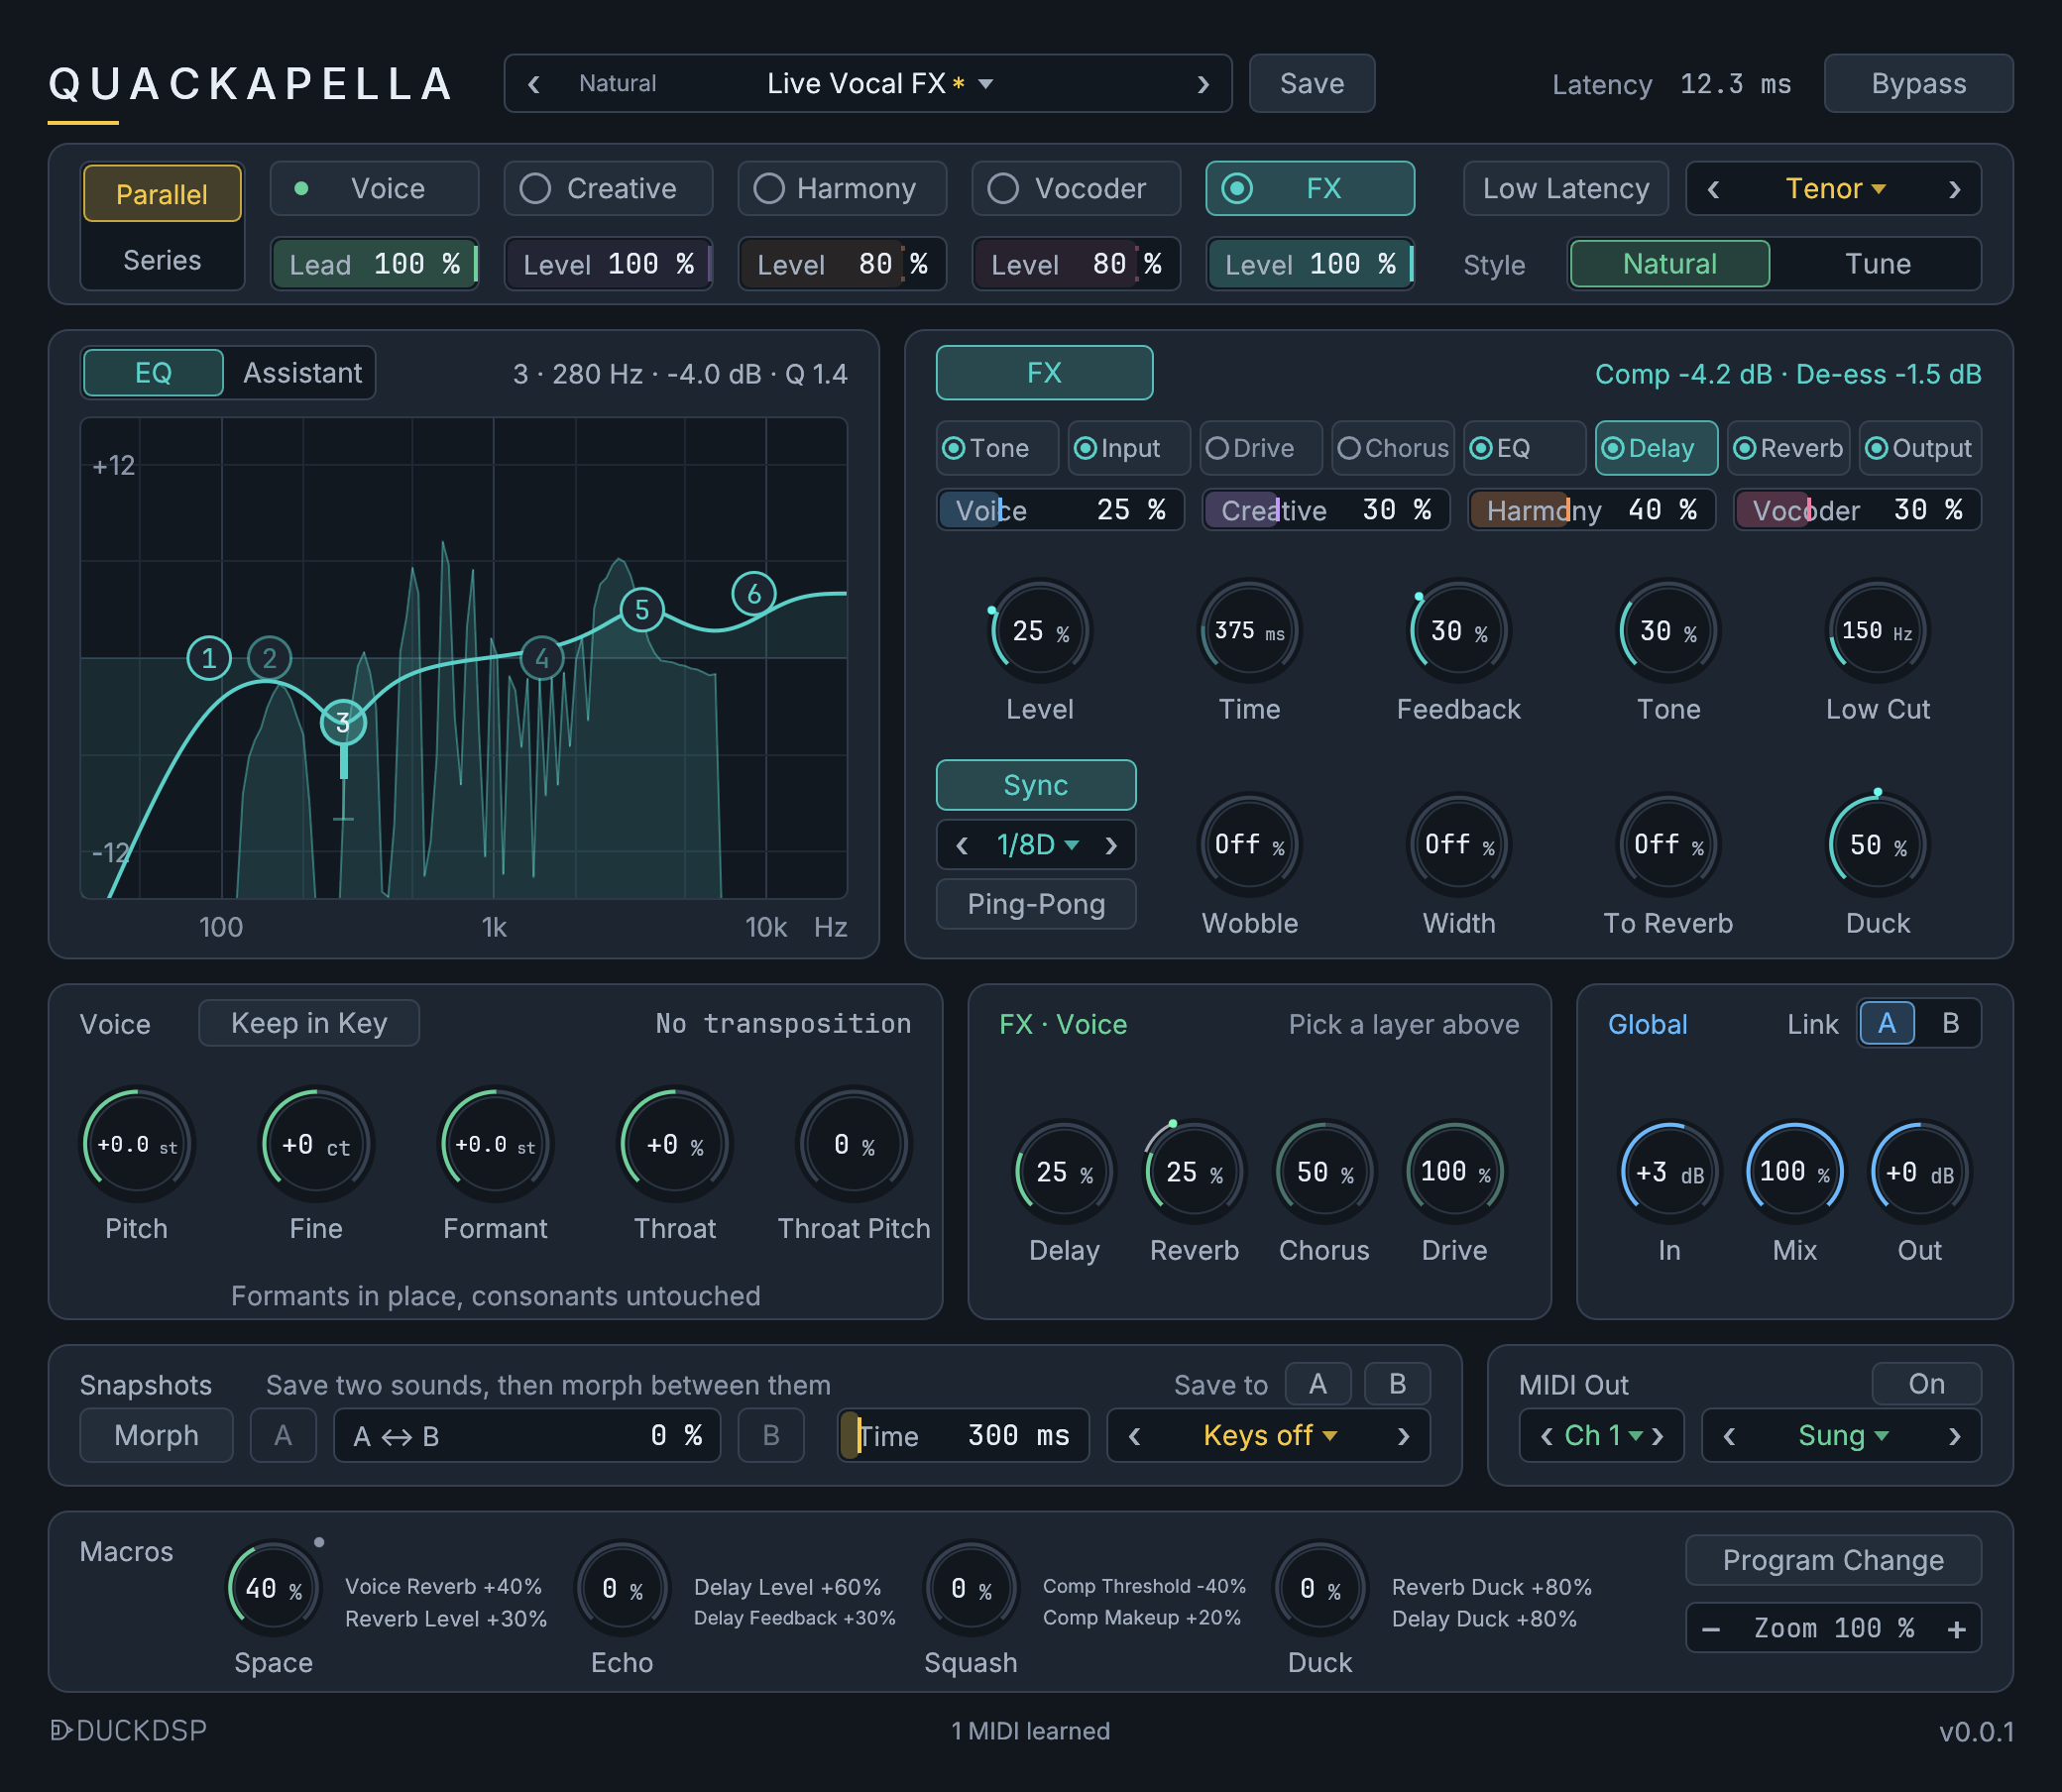 QUACKAPELLA
‹ Natural Live Vocal FX * ›
Save
Latency 12.3 ms
Bypass
Parallel
Voice
Creative
Harmony
Vocoder
FX
Low Latency
‹ Tenor ›
Series
Lead 100 %
Level 100 %
Level 80 %
Level 80 %
Level 100 %
Style
Natural
Tune
EQ
Assistant
3 · 280 Hz · -4.0 dB · Q 1.4
+12
-12
1
2
3
4
5
6
100
1k
10k
Hz
FX
Comp -4.2 dB · De-ess -1.5 dB
Tone
Input
Drive
Chorus
EQ
Delay
Reverb
Output
Voice 25 %
Creative 30 %
Harmony 40 %
Vocoder 30 %
25 %
375 ms
30 %
30 %
150 Hz
Level
Time
Feedback
Tone
Low Cut
Sync
‹ 1/8D ›
Ping-Pong
Off %
Off %
Off %
50 %
Wobble
Width
To Reverb
Duck
Voice
Keep in Key
No transposition
+0.0 st
+0 ct
+0.0 st
+0 %
0 %
Pitch
Fine
Formant
Throat
Throat Pitch
Formants in place, consonants untouched
FX · Voice
Pick a layer above
25 %
25 %
50 %
100 %
Delay
Reverb
Chorus
Drive
Global
Link
A
B
+3 dB
100 %
+0 dB
In
Mix
Out
Snapshots
Save two sounds, then morph between them
Save to
A
B
Morph
A
A ↔ B 0 %
B
Time 300 ms
‹ Keys off ›
MIDI Out
On
‹ Ch 1 ›
‹ Sung ›
Macros
40 %
Space
Voice Reverb +40%
Reverb Level +30%
0 %
Echo
Delay Level +60%
Delay Feedback +30%
0 %
Squash
Comp Threshold -40%
Comp Makeup +20%
0 %
Duck
Reverb Duck +80%
Delay Duck +80%
Program Change
− Zoom 100 % +
DUCKDSP
1 MIDI learned
v0.0.1